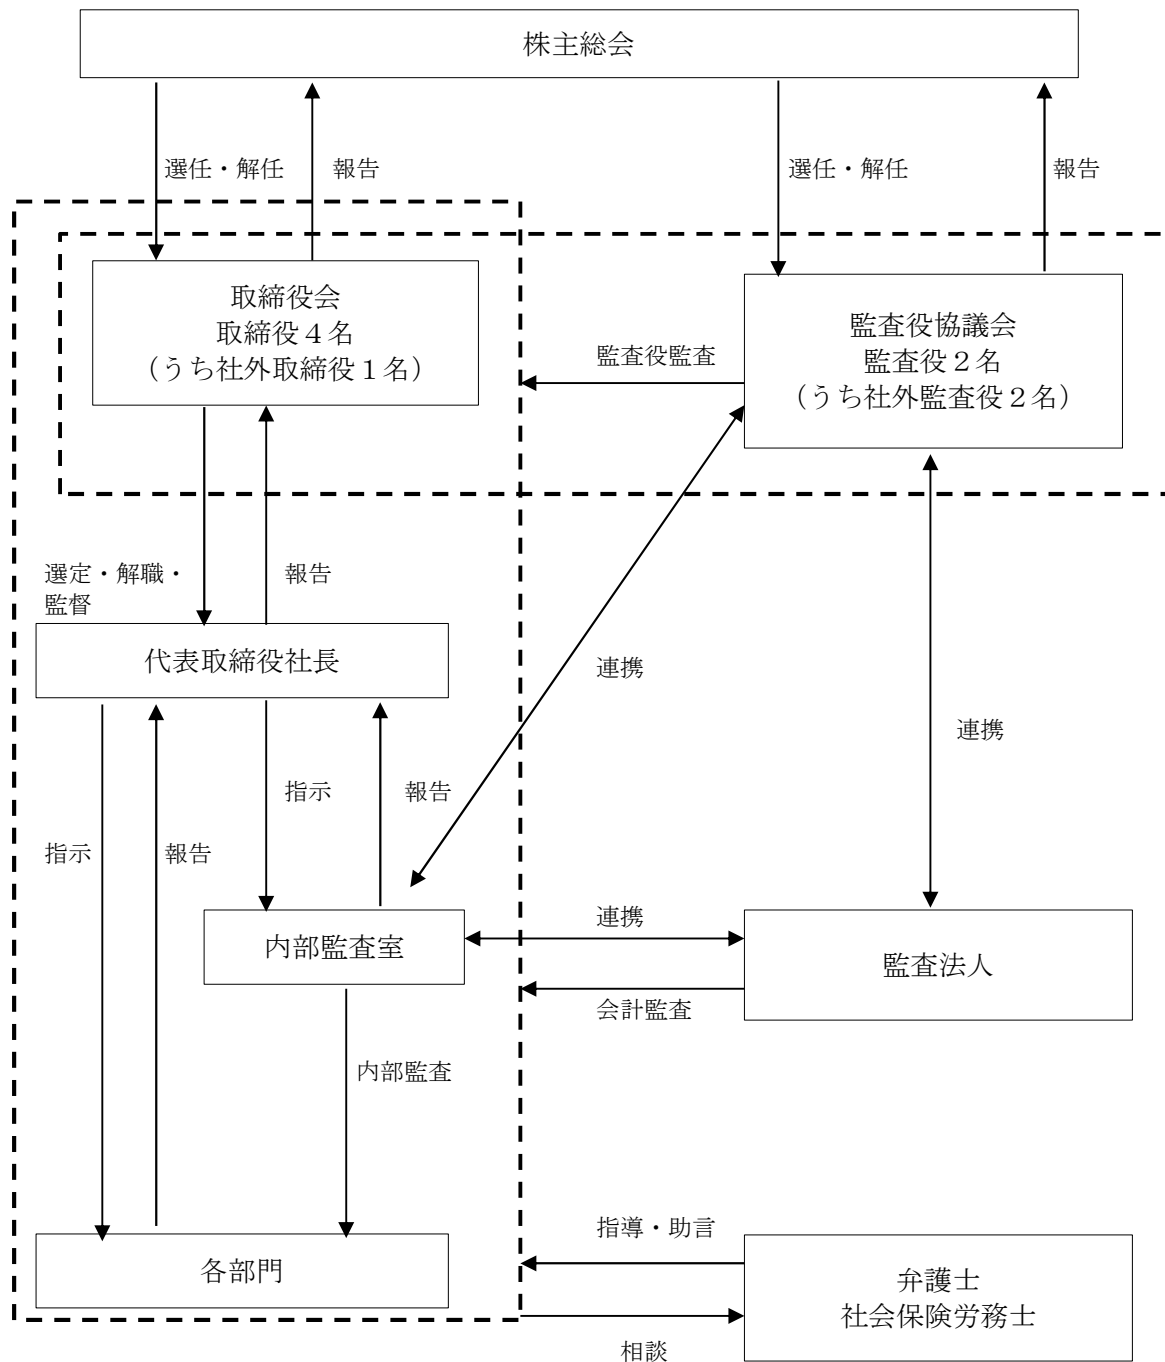 株主総会
選任・解任
報告
選任・解任
報告
取締役会
取締役４名
（うち社外取締役１名）
監査役監査
監査役協議会
監査役２名
（うち社外監査役２名）
選定・解職・
監督
報告
代表取締役社長
連携
連携
指示
報告
指示
報告
内部監査室
連携
会計監査
監査法人
内部監査
各部門
指導・助言
弁護士
社会保険労務士
相談